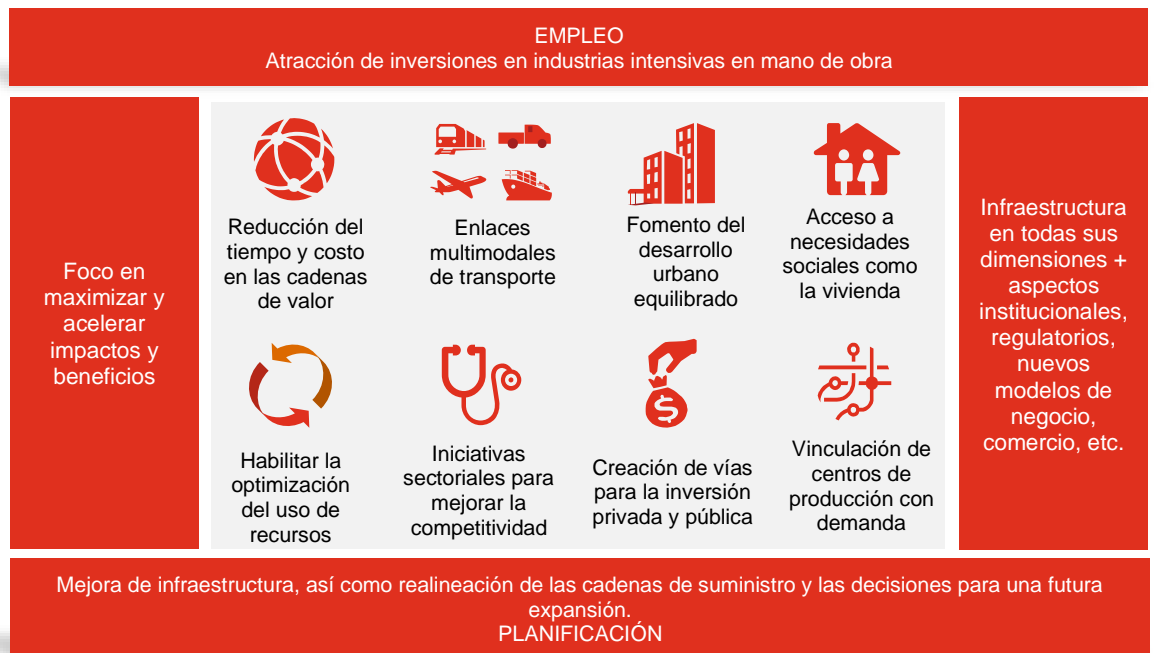 EMPLEO
Atracción de inversiones en industrias intensivas en mano de obra
Foco en
maximizar y
acelerar
impactos y
beneficios
Reducción del
tiempo y costo
en las cadenas
de valor
Enlaces
multimodales
de transporte
Fomento del
desarrollo
urbano
equilibrado
Acceso a
necesidades
sociales como
la vivienda
Habilitar la
optimización
del uso de
recursos
Iniciativas
sectoriales para
mejorar la
competitividad
$
Creación de vías
para la inversión
privada y pública
Vinculación de
centros de
producción con
demanda
Infraestructura
en todas sus
dimensiones +
aspectos
institucionales,
regulatorios,
nuevos
modelos de
negocio,
comercio, etc.
Mejora de infraestructura, así como realineación de las cadenas de suministro y las decisiones para una futura
expansión.
PLANIFICACIÓN